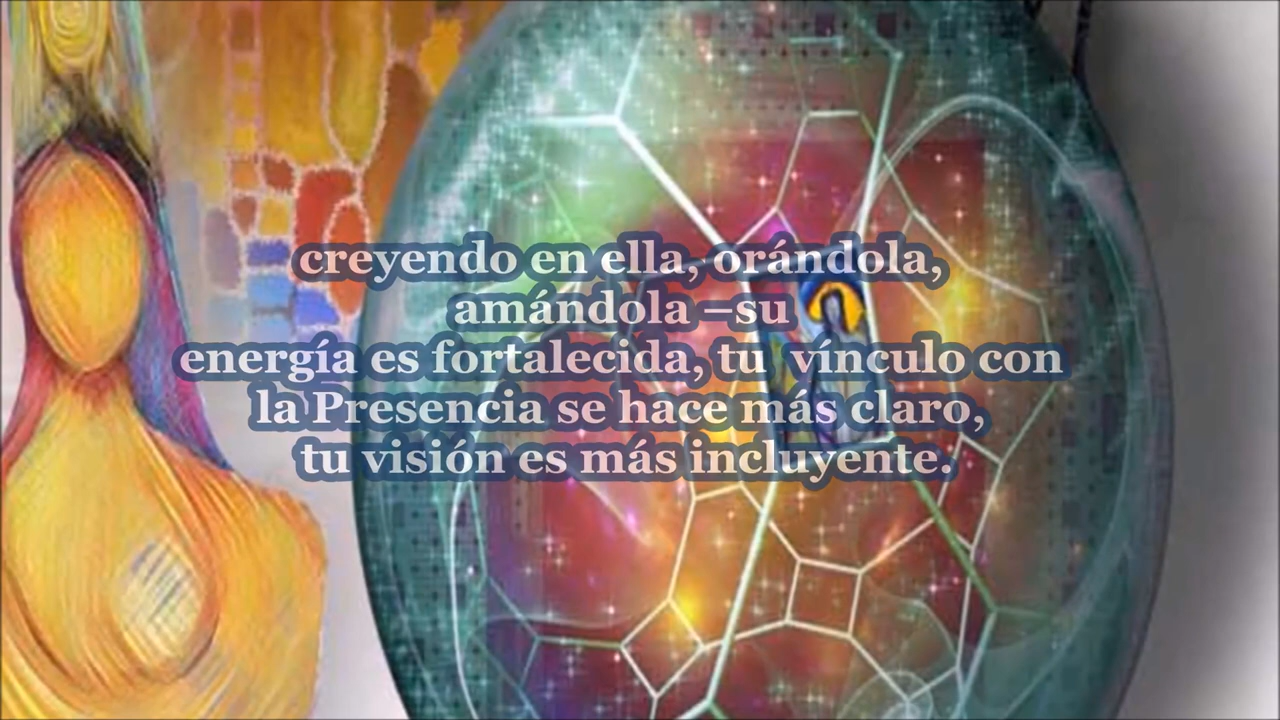 creyendo en ella, orándola,
amándola –su
energía es fortalecida, tu vínculo con
la Presencia se hace más claro,
tu visión es más incluyente.